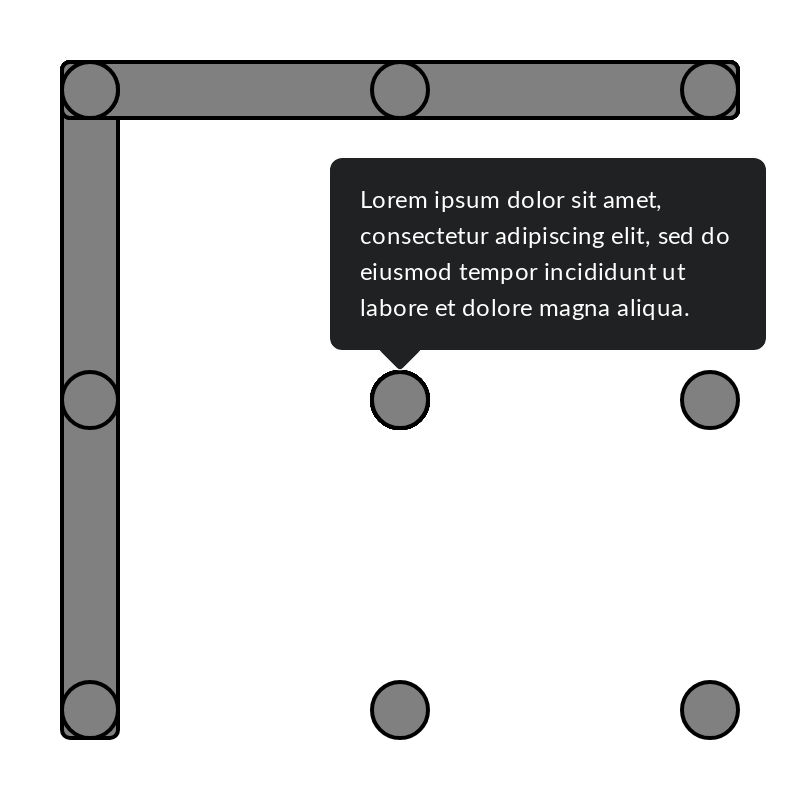 Lorem ipsum dolor sit amet,
consectetur adipiscing elit, sed do
eiusmod tempor incididunt ut
labore et dolore magna aliqua.